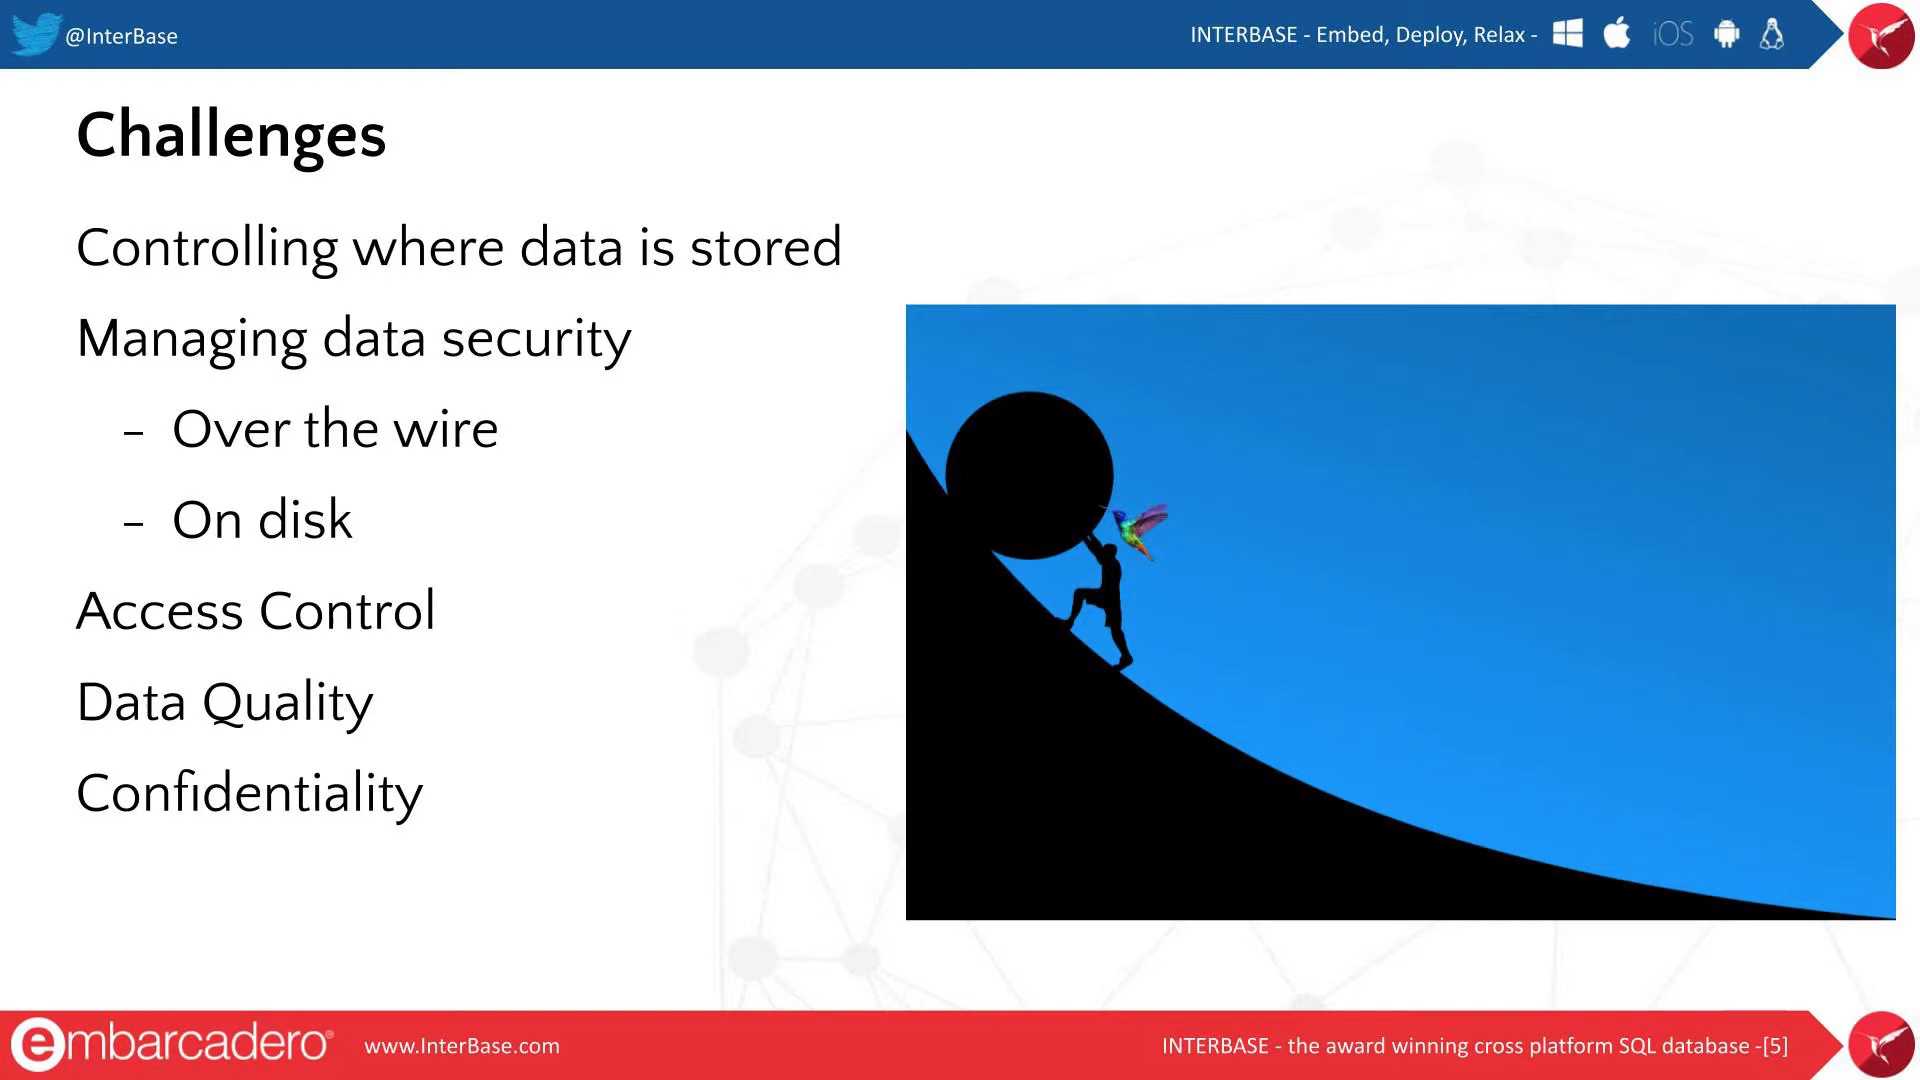 @InterBase
INTERBASE - Embed, Deploy, Relax -
iOS
Challenges
Controlling where data is stored
Managing data security
– Over the wire
– On disk
Access Control
Data Quality
Confidentiality
embarcadero®
www.InterBase.com
INTERBASE - the award winning cross platform SQL database -[5]